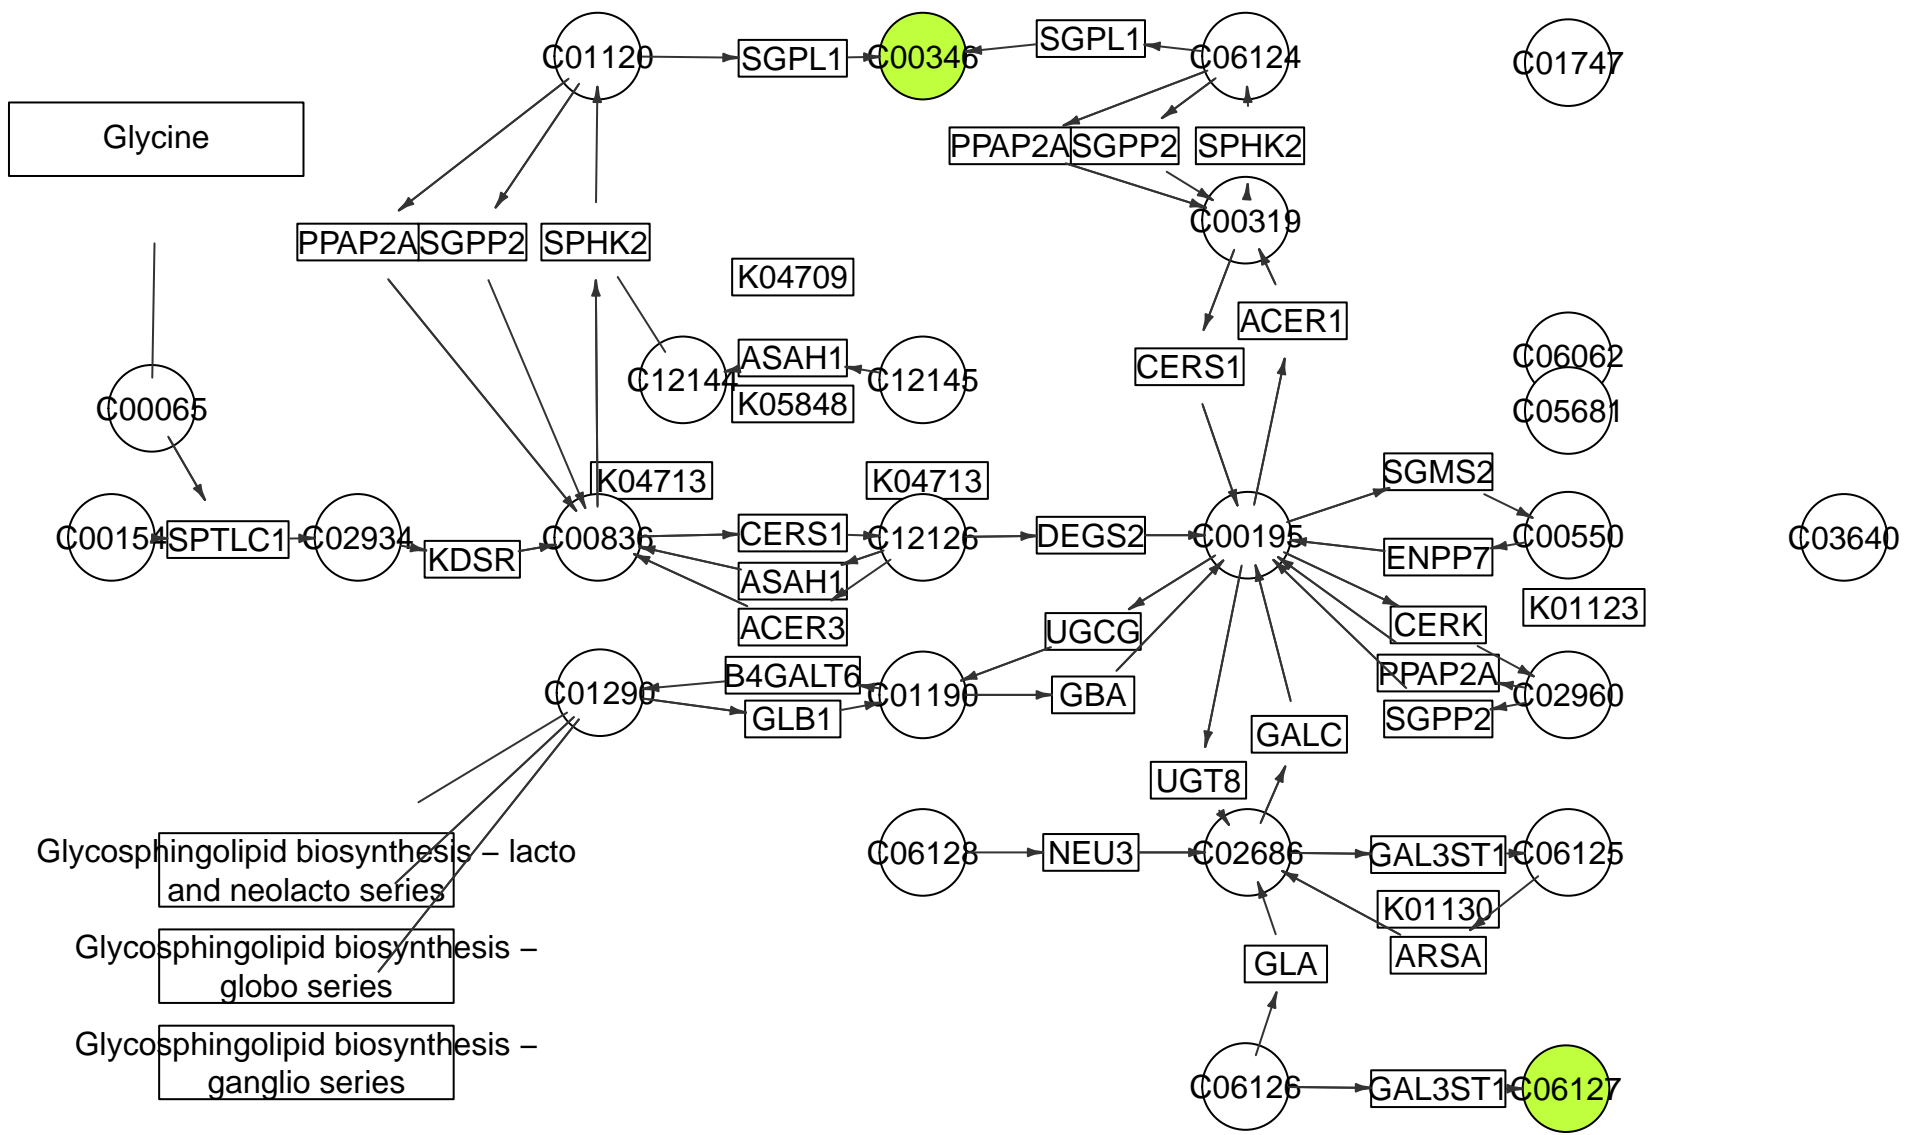 C01120
SGPL1
C00346
SGPL1
C06124
C01747
Glycine
PPAP2A
SGPP2
SPHK2
PPAP2A
SGPP2
SPHK2
C00319
K04709
ACER1
ASAH1
CERS1
C06062
C12144
C12145
C00065
K05848
C05681
K04713
K04713
SGMS2
C00154
SPTLC1
C02934
KDSR
C00836
CERS1
C12126
DEGS2
C00195
C00550
C03640
ENPP7
ASAH1
K01123
ACER3
UGCG
CERK
B4GALT6
PPAP2A
C01290
C01190
GBA
C02960
GLB1
SGPP2
GALC
UGT8
Glycosphingolipid biosynthesis – lacto
and neolacto series
C06128
NEU3
C02686
GAL3ST1
C06125
K01130
Glycosphingolipid biosynthesis –
globo series
GLA
ARSA
Glycosphingolipid biosynthesis –
ganglio series
C06126
GAL3ST1
C06127